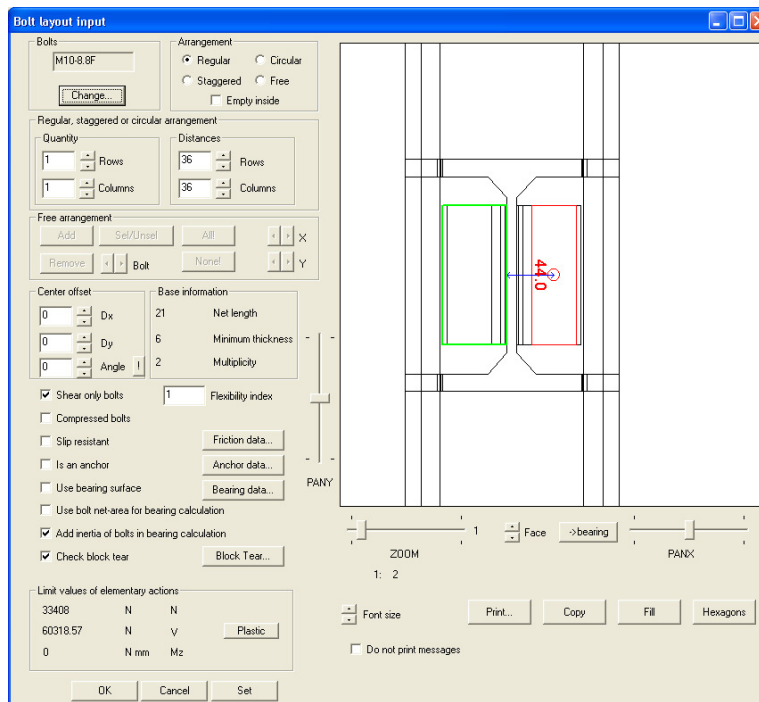 Bolt layout input
Bolts
M10-8.8F
Change...
Arrangement
Regular
Circular
Staggered
Free
Empty inside
Regular, staggered or circular arrangement
Quantity
1 Rows
1 Columns
Distances
36 Rows
36 Columns
Free arrangement
Add Sel/Unsel All! X
Remove Bolt None! Y
Center offset
0 Dx
0 Dy
0 Angle !
Base information
21 Net length
6 Minimum thickness
2 Multiplicity
Shear only bolts 1 Flexibility index
Compressed bolts
Slip resistant Friction data...
Is an anchor Anchor data...
Use bearing surface Bearing data...
Use bolt net-area for bearing calculation
Add inertia of bolts in bearing calculation
Check block tear Block Tear...
PANY
44.0
ZOOM
1
1: 2
Face ->bearing
PANX
Limit values of elementary actions
33408 N N
60318.57 N V Plastic
0 N mm Mz
Font size Print... Copy Fill Hexagons
Do not print messages
OK Cancel Set